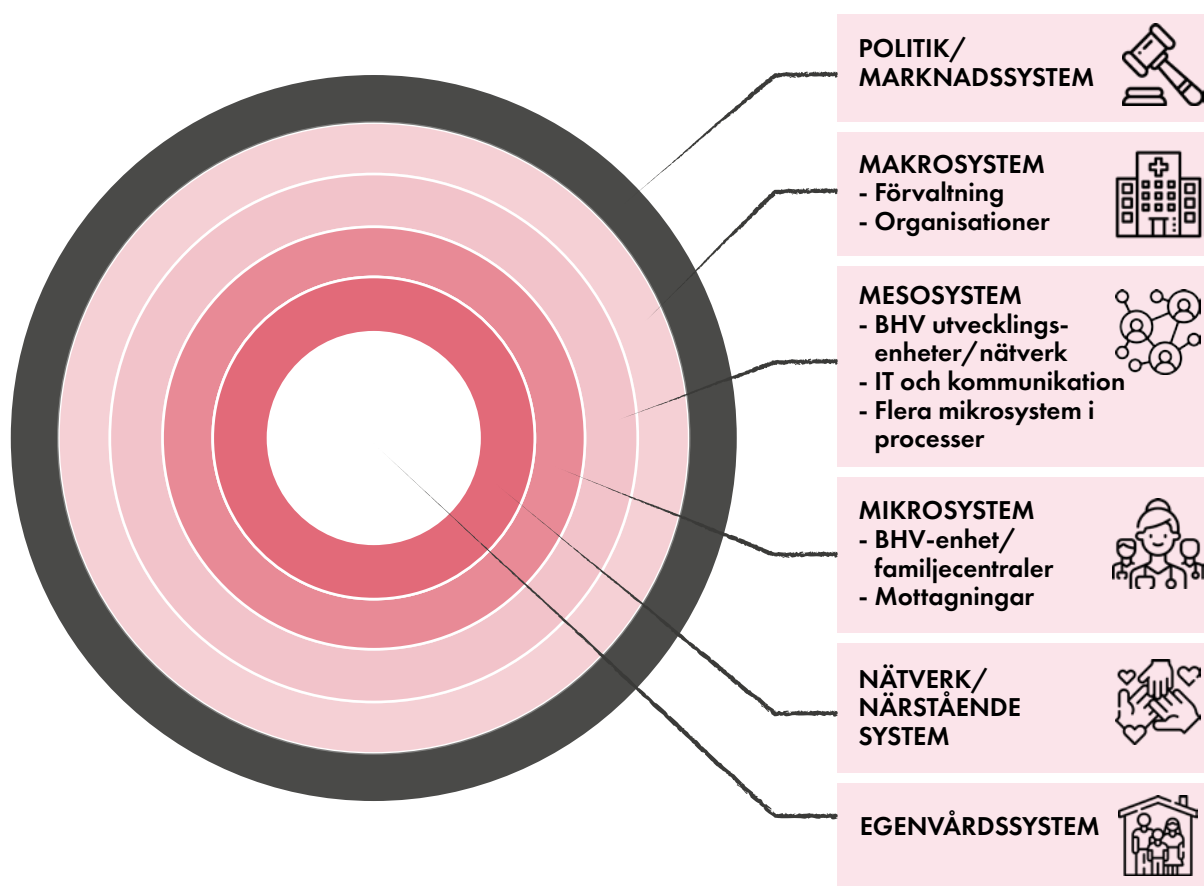 POLITIK/
MARKNADSSYSTEM
MAKROSYSTEM
- Förvaltning
- Organisationer
MESOSYSTEM
- BHV utvecklings-
enheter/nätverk
- IT och kommunikation
- Flera mikrosystem i
processer
MIKROSYSTEM
- BHV-enhet/
familjecentraler
- Mottagningar
NÄTVERK/
NÄRSTÅENDE
SYSTEM
EGENVÅRDSSYSTEM